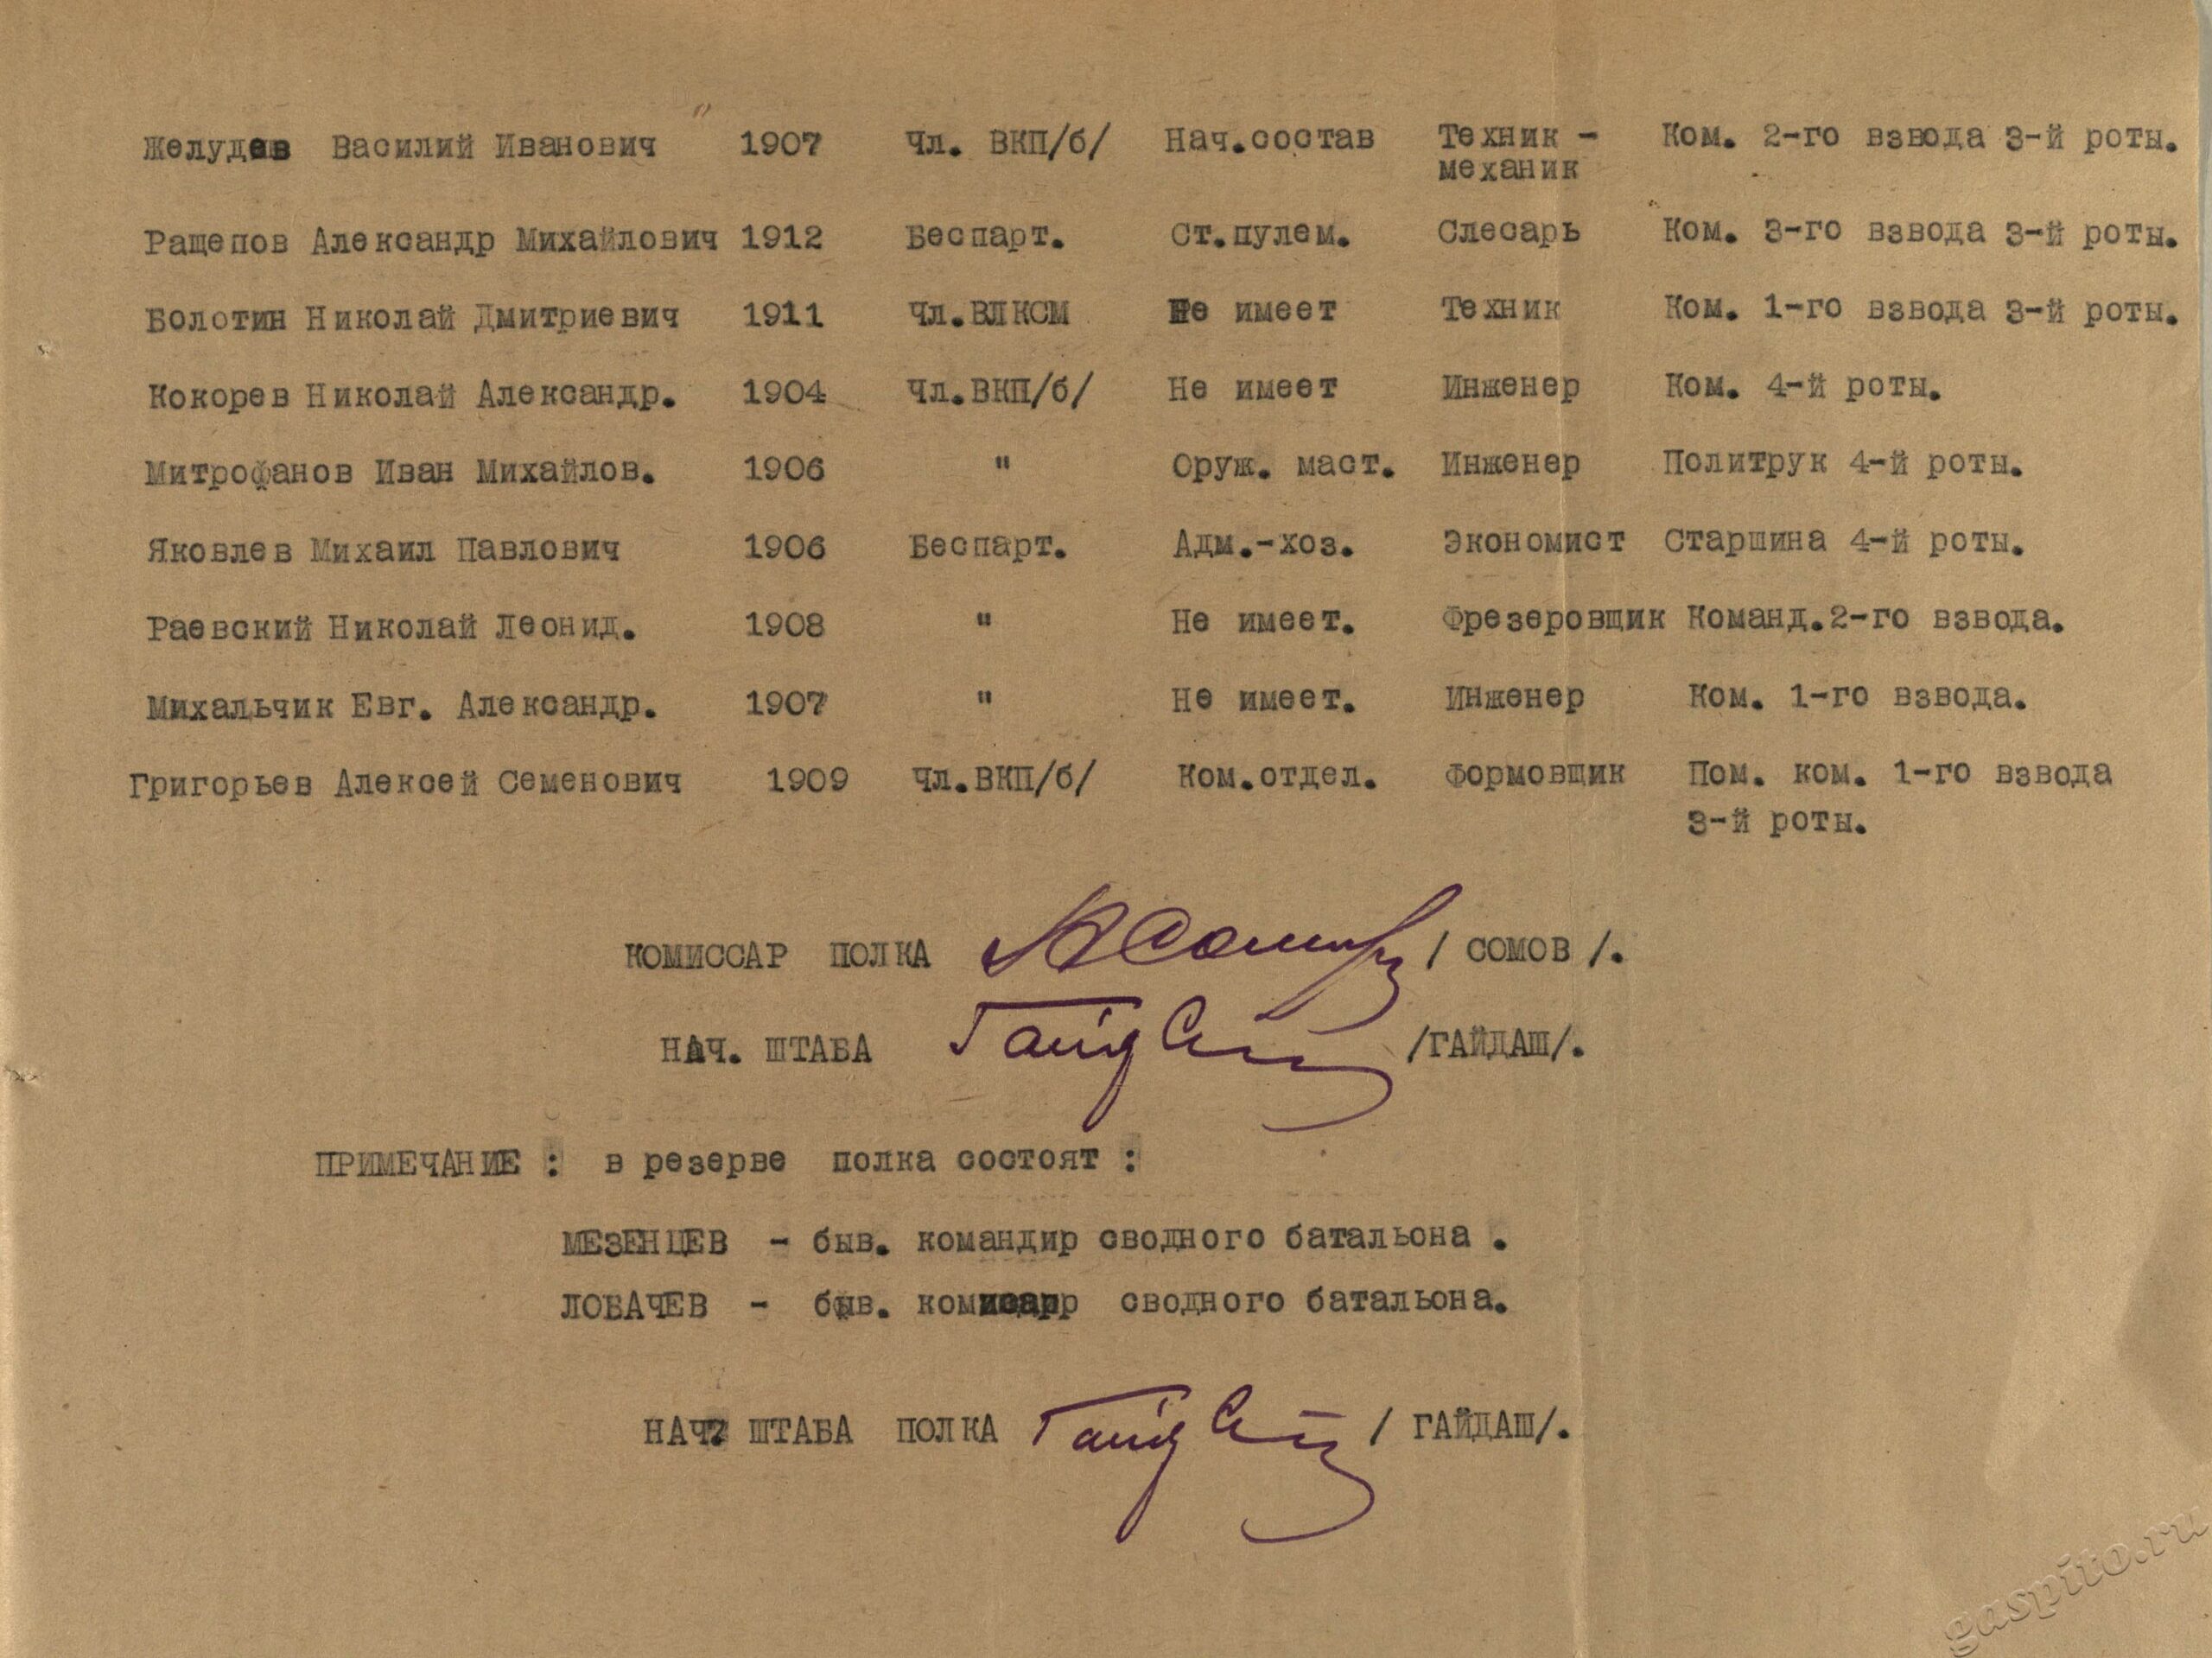 Желудев Василий Иванович 1907 Чл. ВКП/б/ Нач.состав Техник - Ком. 2-го взвода 3-й роты.
механик
Ращепов Александр Михайлович 1912 Беспарт. Ст.пулем. Слесарь Ком. 3-го взвода 3-й роты.
Болотин Николай Дмитриевич 1911 Чл.ВЛКСМ Не имеет Техник Ком. 1-го взвода 3-й роты.
Кокорев Николай Александр. 1904 Чл.ВКП/б/ Не имеет Инженер Ком. 4-й роты.
Митрофанов Иван Михайлов. 1906 " Оруж. маст. Инженер Политрук 4-й роты.
Яковлев Михаил Павлович 1906 Беспарт. Адм.-хоз. Экономист Старшина 4-й роты.
Раевский Николай Леонид. 1908 " Не имеет. Фрезеровщик Команд.2-го взвода.
Михальчик Евг. Александр. 1907 " Не имеет. Инженер Ком. 1-го взвода.
Григорьев Алексей Семенович 1909 Чл.ВКП/б/ Ком.отдел. Формовщик Пом. ком. 1-го взвода
3-й роты.
КОМИССАР ПОЛКА / СОМОВ /.
НАЧ. ШТАБА /ГАЙДАШ/.
ПРИМЕЧАНИЕ : в резерве полка состоят :
МЕЗЕНЦЕВ - быв. командир сводного батальона .
ЛОБАЧЕВ - быв. комисарр сводного батальона.
НАЧ. ШТАБА ПОЛКА / ГАЙДАШ/.
gaspito.ru